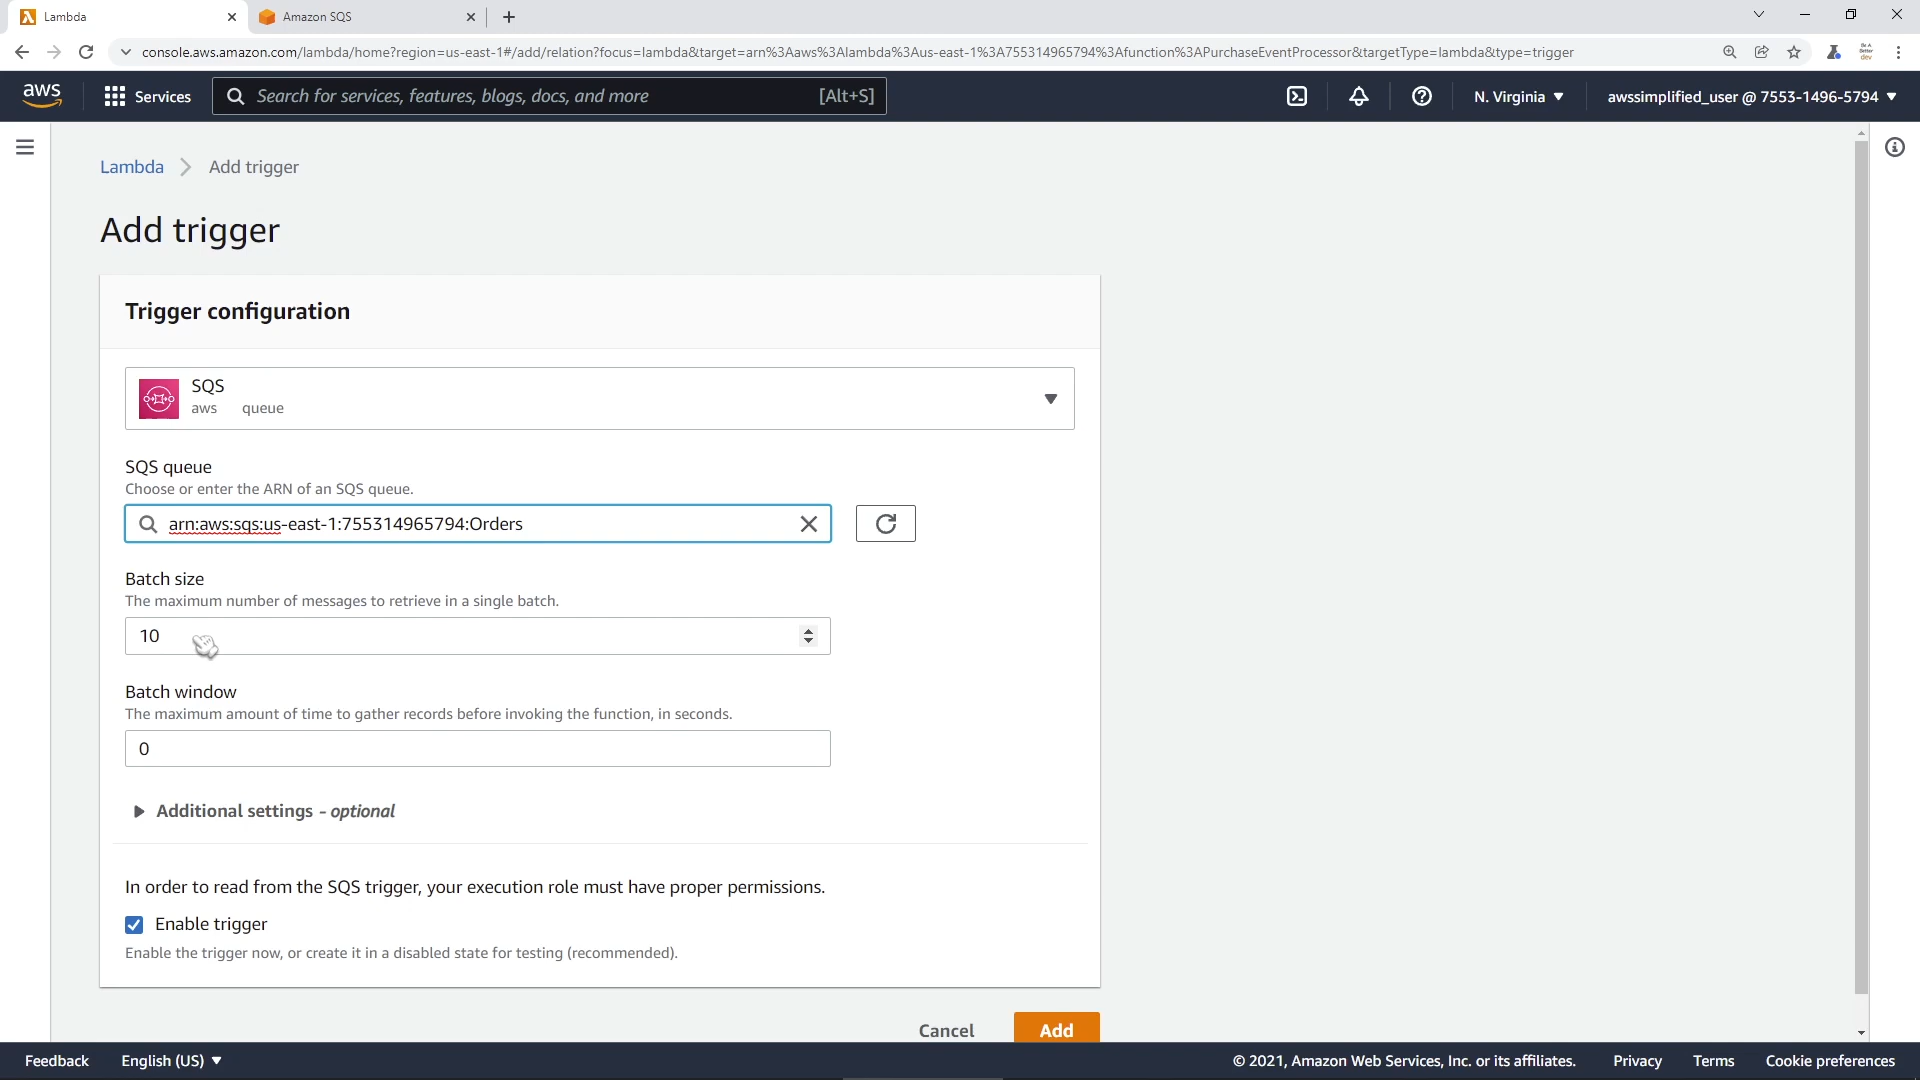 Lambda
Amazon SQS
console.aws.amazon.com/lambda/home?region=us-east-1#/add/relation?focus=lambda&target=arn%3Aaws%3Alambda%3Aus-east-1%3A755314965794%3Afunction%3APurchaseEventProcessor&targetType=lambda&type=trigger
aws
Services
Search for services, features, blogs, docs, and more
[Alt+S]
N. Virginia
awssimplified_user @ 7553-1496-5794
Lambda
Add trigger
Add trigger
Trigger configuration
SQS
aws queue
SQS queue
Choose or enter the ARN of an SQS queue.
arn:aws:sqs:us-east-1:755314965794:Orders
Batch size
The maximum number of messages to retrieve in a single batch.
10
Batch window
The maximum amount of time to gather records before invoking the function, in seconds.
0
Additional settings - optional
In order to read from the SQS trigger, your execution role must have proper permissions.
Enable trigger
Enable the trigger now, or create it in a disabled state for testing (recommended).
Cancel
Add
Feedback
English (US)
© 2021, Amazon Web Services, Inc. or its affiliates.
Privacy
Terms
Cookie preferences